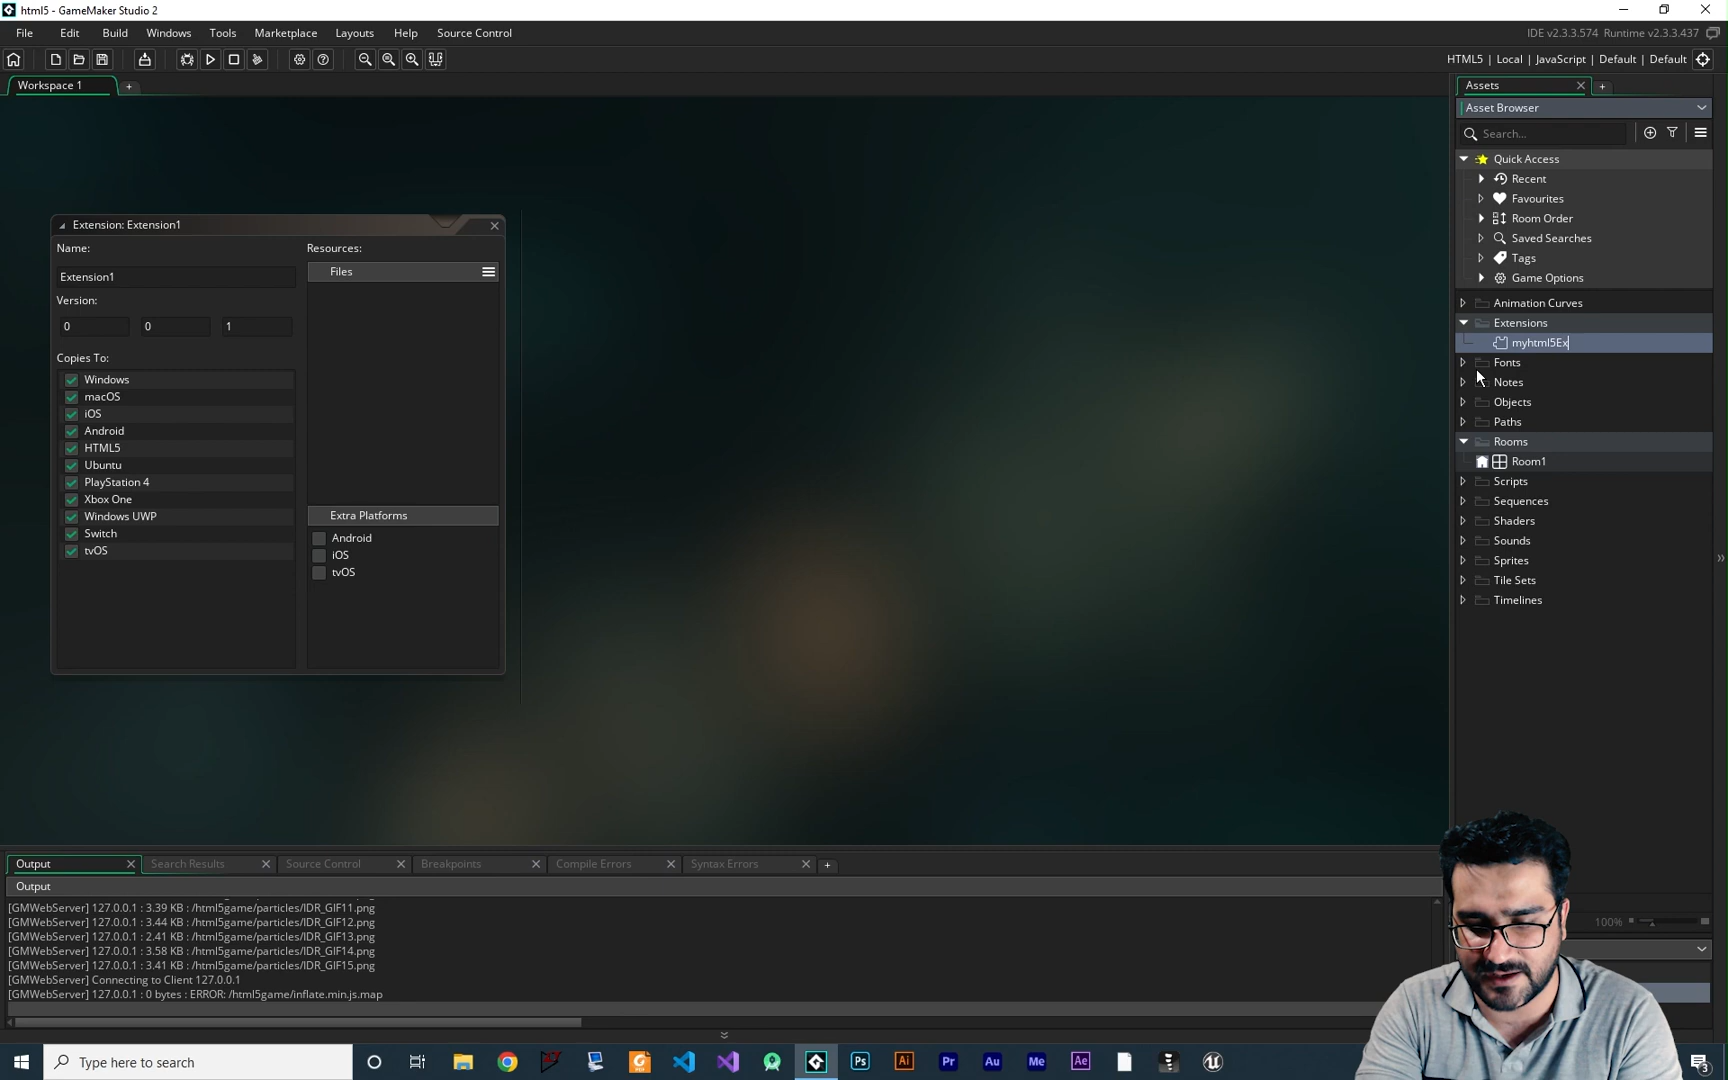 html5 - GameMaker Studio 2
File Edit Build Windows Tools Marketplace Layouts Help Source Control
IDE v2.3.3.574 Runtime v2.3.3.437
HTML5 | Local | JavaScript | Default | Default
Workspace 1
Assets
Asset Browser
Search...
Quick Access
Recent
Favourites
Room Order
Saved Searches
Tags
Game Options
Animation Curves
Extensions
myhtml5Ex
Fonts
Notes
Objects
Paths
Rooms
Room1
Scripts
Sequences
Shaders
Sounds
Sprites
Tile Sets
Timelines
100%
Extension: Extension1
Name:
Extension1
Version:
0 0 1
Copies To:
Windows
macOS
iOS
Android
HTML5
Ubuntu
PlayStation 4
Xbox One
Windows UWP
Switch
tvOS
Resources:
Files
Extra Platforms
Android
iOS
tvOS
Output Search Results Source Control Breakpoints Compile Errors Syntax Errors
Output
[GMWebServer] 127.0.0.1 : 3.39 KB : /html5game/particles/IDR_GIF11.png
[GMWebServer] 127.0.0.1 : 3.44 KB : /html5game/particles/IDR_GIF12.png
[GMWebServer] 127.0.0.1 : 2.41 KB : /html5game/particles/IDR_GIF13.png
[GMWebServer] 127.0.0.1 : 3.58 KB : /html5game/particles/IDR_GIF14.png
[GMWebServer] 127.0.0.1 : 3.41 KB : /html5game/particles/IDR_GIF15.png
[GMWebServer] Connecting to Client 127.0.0.1
[GMWebServer] 127.0.0.1 : 0 bytes : ERROR: /html5game/inflate.min.js.map
Type here to search
Ps Ai Pr Au Me Ae
3